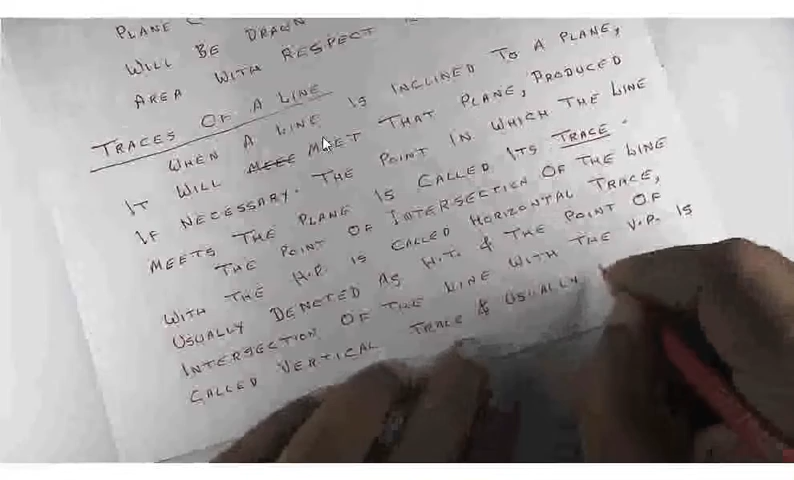 PLANE
WILL BE DRAWN
AREA WITH RESPECT
TRACES OF A LINE
WHEN A LINE IS INCLINED TO A PLANE,
IT WILL MEEE MEET THAT PLANE, PRODUCED
IF NECESSARY. THE POINT IN WHICH THE LINE
MEETS THE PLANE IS CALLED ITS TRACE.
THE POINT OF INTERSECTION OF THE LINE
WITH THE H.P. IS CALLED HORIZONTAL TRACE,
USUALLY DENOTED AS H.T. & THE POINT OF
INTERSECTION OF THE LINE WITH THE V.P. IS
CALLED VERTICAL TRACE & USUALLY